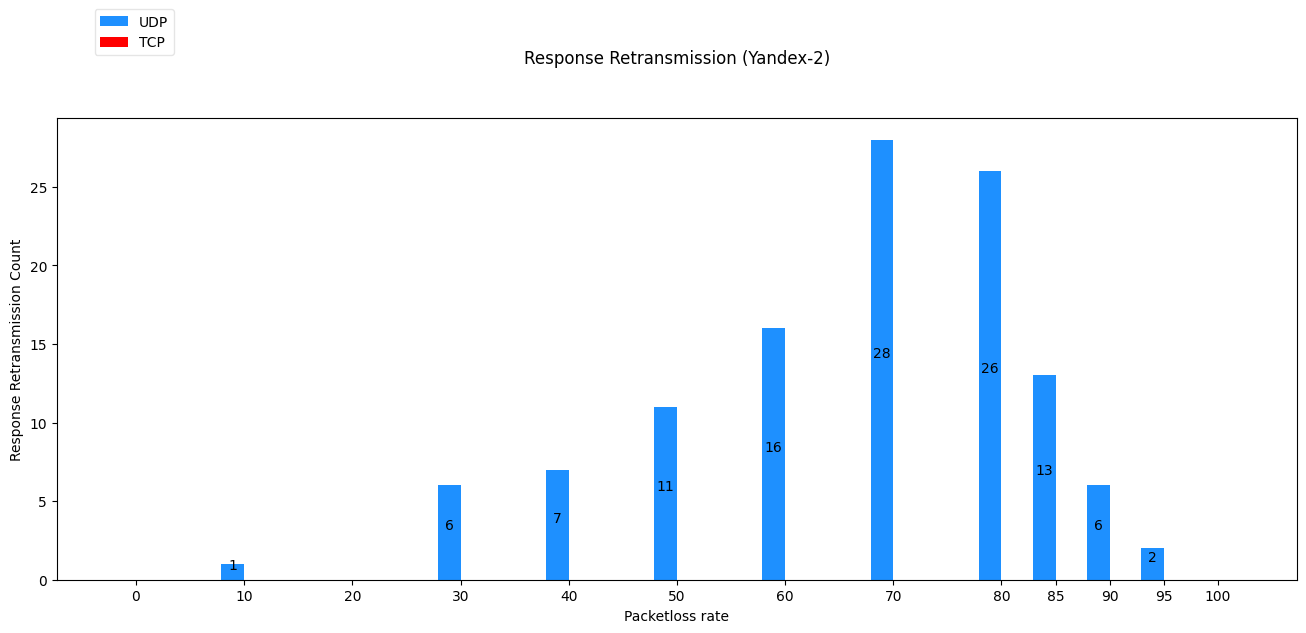 UDP
TCP
Response Retransmission (Yandex-2)
Response Retransmission Count
25
20
15
10
5
0
1
6
7
11
16
28
26
13
6
2
0 10 20 30 40 50 60 70 80 85 90 95 100
Packetloss rate